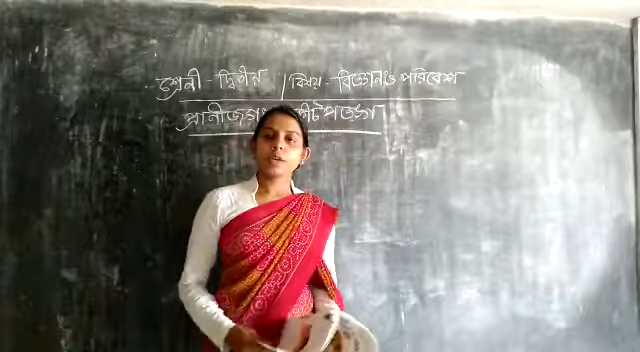 শ্রেনী - দ্বিতীয় / বিষয় - বিজ্ঞান ও পরিবেশ
প্রানীজগৎ কীটপতঙ্গ